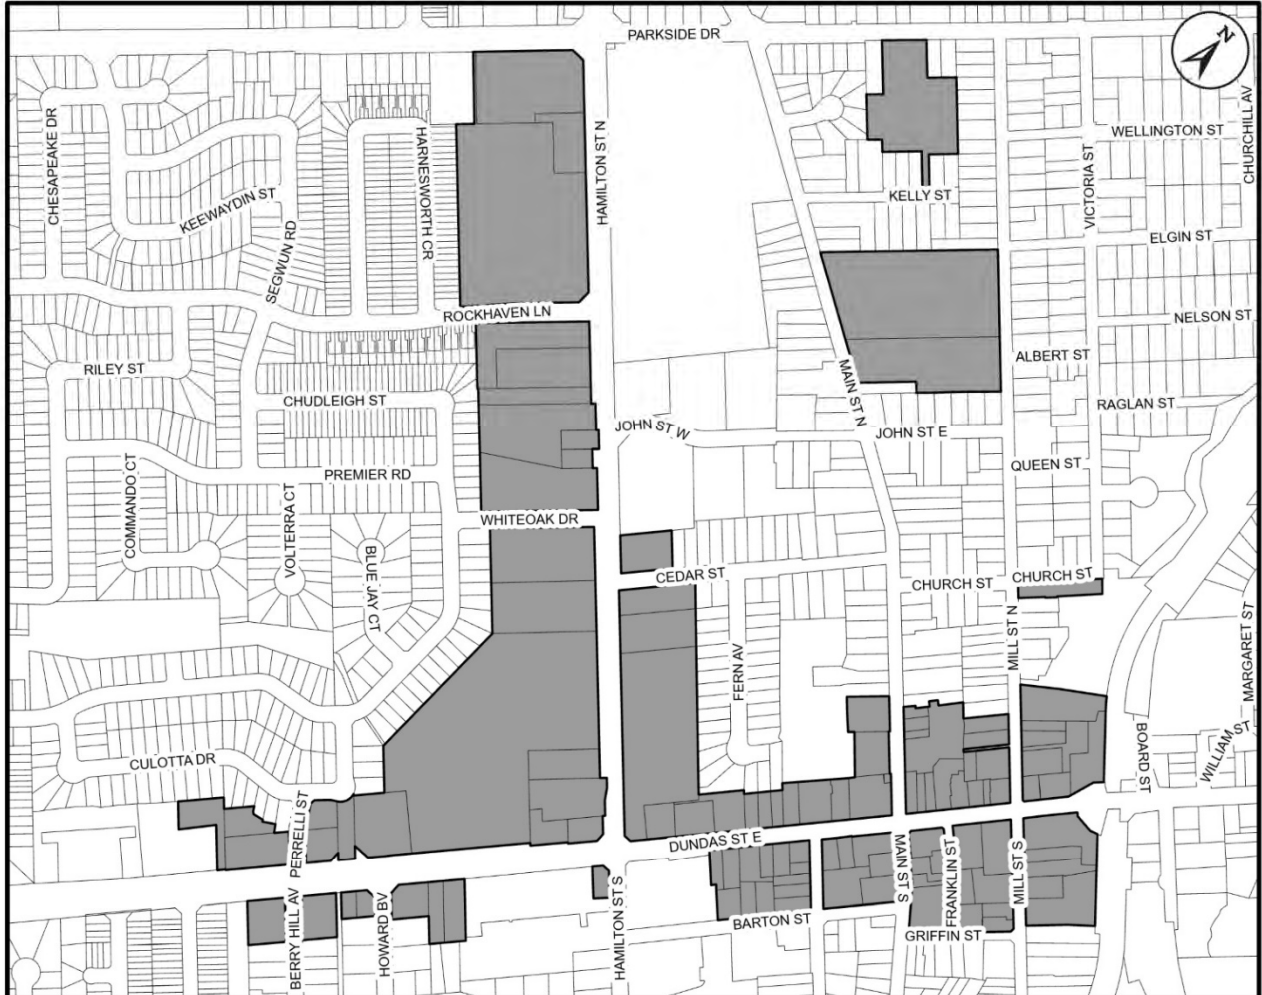 PARKSIDE DR
N
CHURCHILL AV
WELLINGTON ST
CHESAPEAKE DR
HARNESWORTH CR
HAMILTON ST N
VICTORIA ST
KEEWAYDIN ST
KELLY ST
SEGWUN RD
ELGIN ST
ROCKHAVEN LN
NELSON ST
ALBERT ST
RILEY ST
MAIN ST N
CHUDLEIGH ST
RAGLAN ST
JOHN ST W
JOHN ST E
PREMIER RD
QUEEN ST
COMMANDO CT
VOLTERRA CT
WHITEOAK DR
BLUE JAY CT
CEDAR ST
CHURCH ST
CHURCH ST
MILL ST N
MARGARET ST
FERN AV
CULOTTA DR
BOARD ST
WILLIAM ST
PERRELLI ST
DUNDAS ST E
MAIN ST S
FRANKLIN ST
MILL ST S
BERRY HILL AV
HOWARD BV
HAMILTON ST S
BARTON ST
GRIFFIN ST